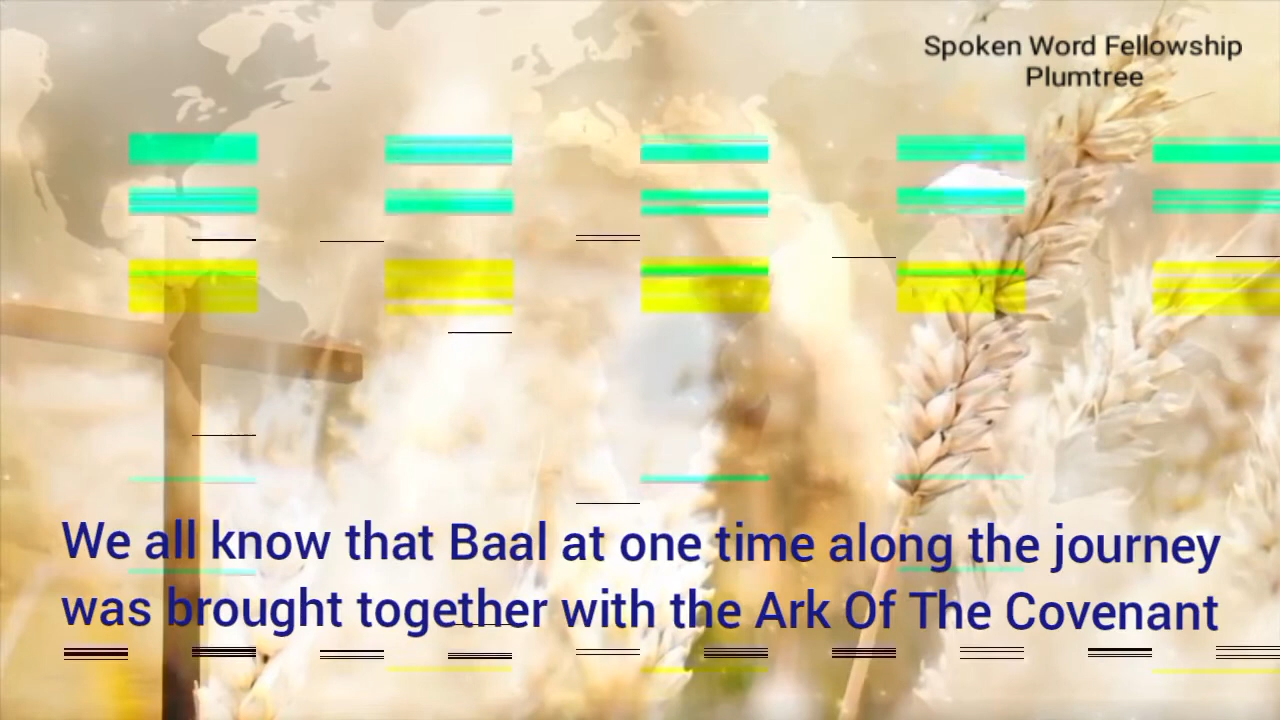 Spoken Word Fellowship
Plumtree
We all know that Baal at one time along the journey
was brought together with the Ark Of The Covenant